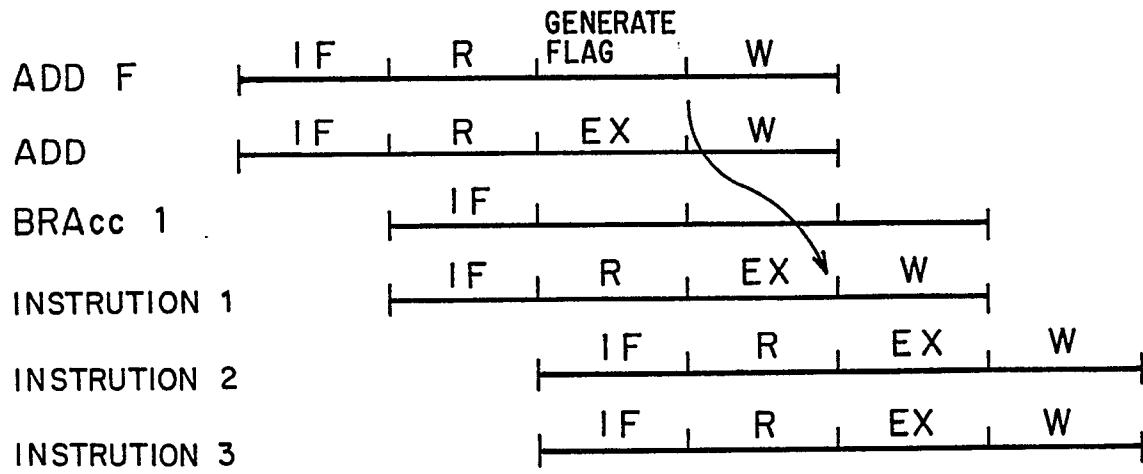 GENERATE
ADD F IF R FLAG W
ADD IF R EX W
BRAcc 1 IF
INSTRUTION 1 IF R EX W
INSTRUTION 2 IF R EX W
INSTRUTION 3 IF R EX W